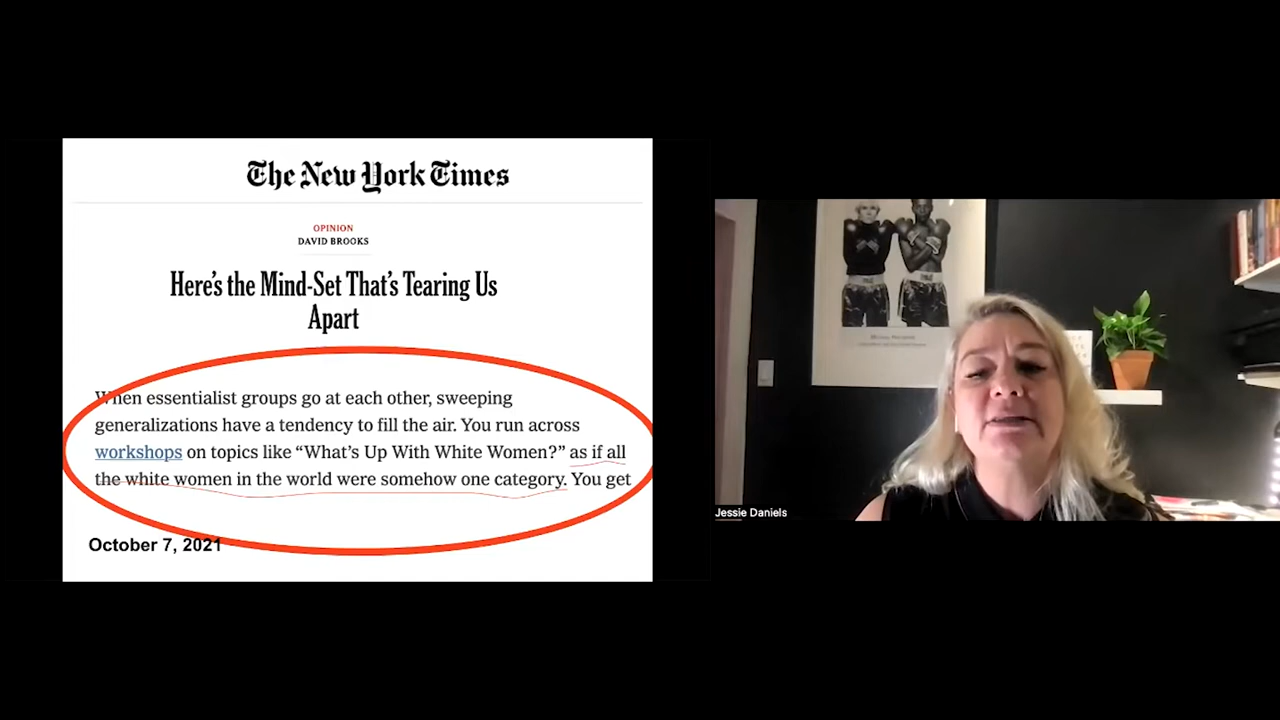 The New York Times
OPINION
DAVID BROOKS
Here's the Mind-Set That's Tearing Us
Apart
When essentialist groups go at each other, sweeping
generalizations have a tendency to fill the air. You run across
workshops on topics like “What's Up With White Women?” as if all
the white women in the world were somehow one category. You get
October 7, 2021
Jessie Daniels